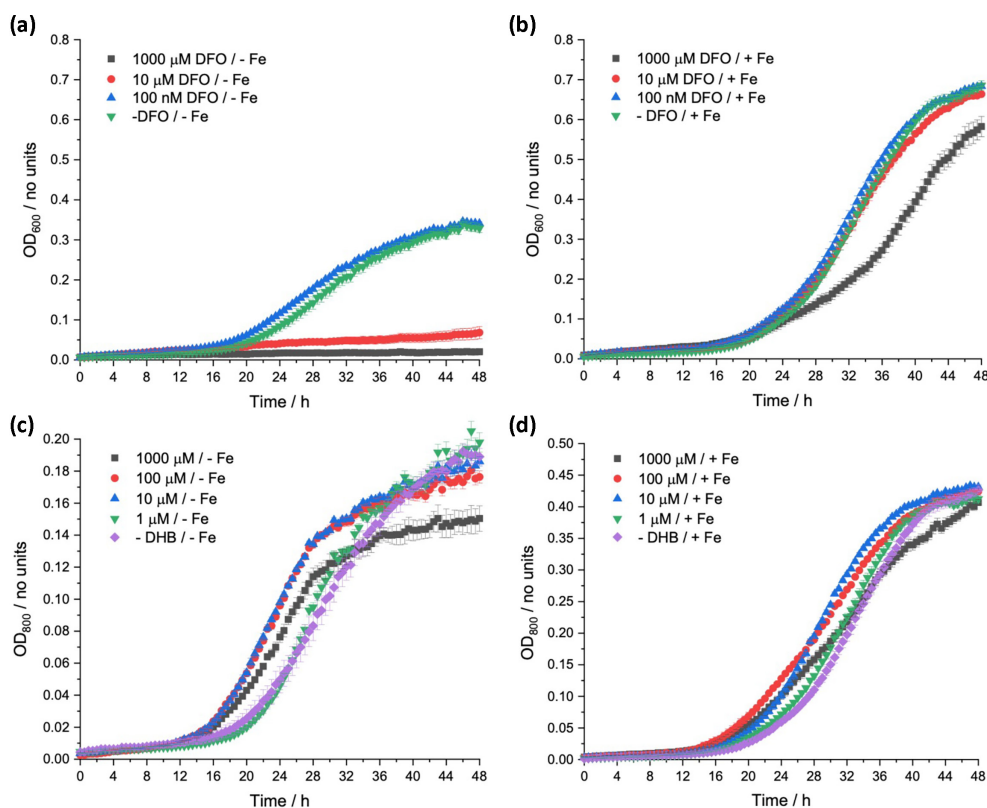 (a)
0.8
0.7
0.6
0.5
0.4
0.3
0.2
0.1
0.0
OD600 / no units
1000 μM DFO / - Fe
10 μM DFO / - Fe
100 nM DFO / - Fe
-DFO / - Fe
0 4 8 12 16 20 24 28 32 36 40 44 48
Time / h
(b)
0.8
0.7
0.6
0.5
0.4
0.3
0.2
0.1
0.0
OD600 / no units
1000 μM DFO / + Fe
10 μM DFO / + Fe
100 nM DFO / + Fe
- DFO / + Fe
0 4 8 12 16 20 24 28 32 36 40 44 48
Time / h
(c)
0.20
0.18
0.16
0.14
0.12
0.10
0.08
0.06
0.04
0.02
0.00
OD800 / no units
1000 μM / - Fe
100 μM / - Fe
10 μM / - Fe
1 μM / - Fe
- DHB / - Fe
0 4 8 12 16 20 24 28 32 36 40 44 48
Time / h
(d)
0.50
0.45
0.40
0.35
0.30
0.25
0.20
0.15
0.10
0.05
0.00
OD800 / no units
1000 μM / + Fe
100 μM / + Fe
10 μM / + Fe
1 μM / + Fe
- DHB / + Fe
0 4 8 12 16 20 24 28 32 36 40 44 48
Time / h